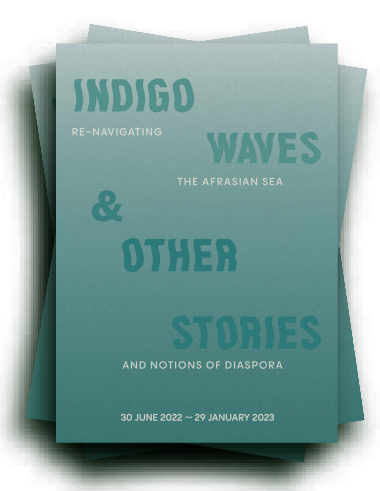 INDIGO
RE-NAVIGATING
WAVES
THE AFRASIAN SEA
&
OTHER
STORIES
AND NOTIONS OF DIASPORA
30 JUNE 2022 ~ 29 JANUARY 2023